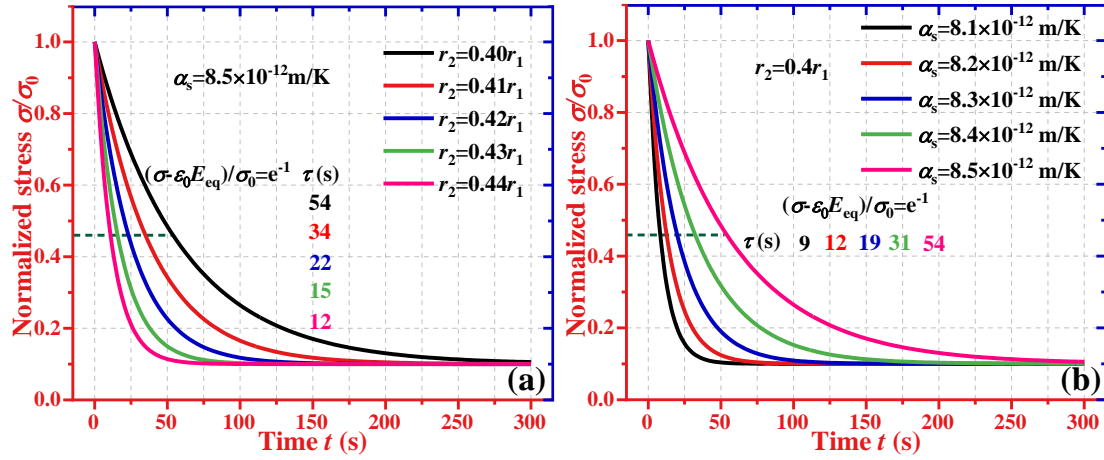 Normalized stress σ/σ0
1.0
0.8
0.6
0.4
0.2
0.0
αs=8.5×10-12m/K
r2=0.40r1
r2=0.41r1
r2=0.42r1
r2=0.43r1
r2=0.44r1
(σ-ε0Eeq)/σ0=e-1 τ (s)
54
34
22
15
12
(a)
0 50 100 150 200 250 300
Time t (s)
Normalized stress σ/σ0
1.0
0.8
0.6
0.4
0.2
0.0
r2=0.4r1
αs=8.1×10-12 m/K
αs=8.2×10-12 m/K
αs=8.3×10-12 m/K
αs=8.4×10-12 m/K
αs=8.5×10-12 m/K
(σ-ε0Eeq)/σ0=e-1
τ (s) 9 12 19 31 54
(b)
0 50 100 150 200 250 300
Time t (s)